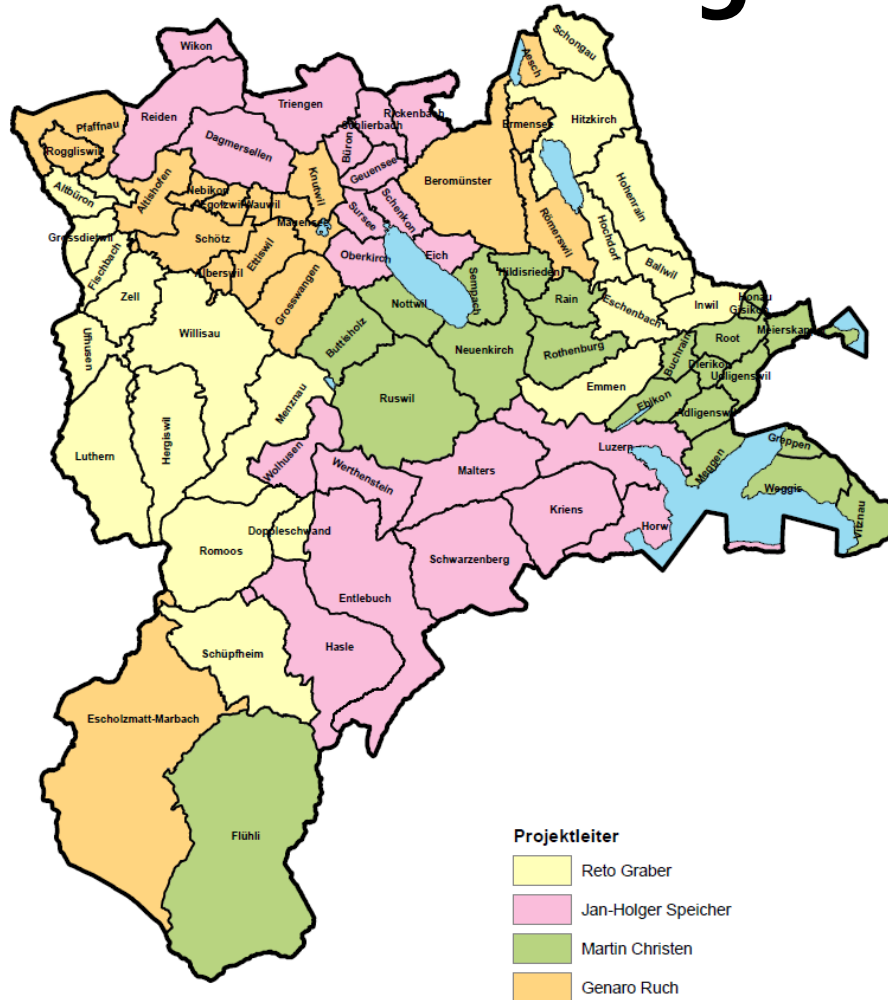 g
Schongau
Wikon
Aesch
Triengen
Rickenbach
Reiden
Hitzkirch
Schlierbach
Ermensee
Pfaffnau
Dagmersellen
Büron
Roggliswil
Geuensee
Beromünster
Knutwil
Altbüron
Altishofen
Nebikon
Egolzwil
Wauwil
Hohenrain
Schenkon
Sursee
Mauensee
Römerswil
Hochdorf
Grossdietwil
Schötz
Ettiswil
Fischbach
Oberkirch
Eich
Baliwil
Alberswil
Hildisrieden
Sempach
Zell
Grosswangen
Nottwil
Rain
Eschenbach
Inwil
Honau
Gisikon
Ufhusen
Willisau
Buttisholz
Neuenkirch
Rothenburg
Buchrain
Root
Meierskappel
Dierikon
Udligenswil
Menznau
Ruswil
Emmen
Ebikon
Adligenswil
Luthern
Hergiswil
Wolhusen
Werthenstein
Malters
Luzern
Meggen
Greppen
Weggis
Kriens
Vitznau
Horw
Romoos
Doppleschwand
Schwarzenberg
Entlebuch
Schüpfheim
Hasle
Escholzmatt-Marbach
Flühli
Projektleiter
Reto Graber
Jan-Holger Speicher
Martin Christen
Genaro Ruch